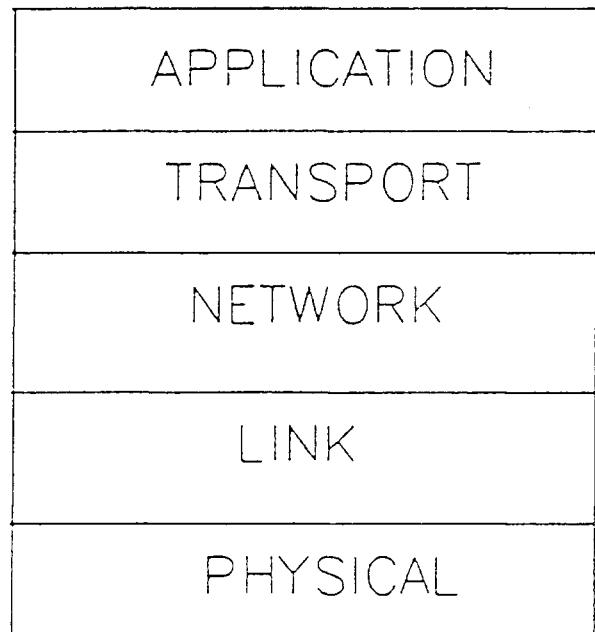 APPLICATION
TRANSPORT
NETWORK
LINK
PHYSICAL